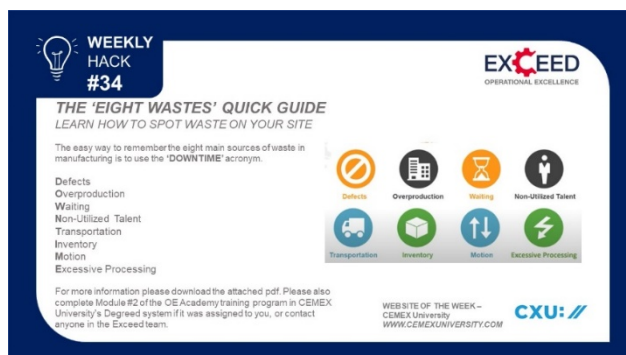 WEEKLY
HACK
#34
EXCEED
OPERATIONAL EXCELLENCE
THE 'EIGHT WASTES' QUICK GUIDE
LEARN HOW TO SPOT WASTE ON YOUR SITE
The easy way to remember the eight main sources of waste in
manufacturing is to use the 'DOWNTIME' acronym.
Defects
Overproduction
Waiting
Non-Utilized Talent
Transportation
Inventory
Motion
Excessive Processing
Defects
Overproduction
Waiting
Non-Utilized Talent
Transportation
Inventory
Motion
Excessive Processing
For more information please download the attached pdf. Please also
complete Module #2 of the OE Academy training program in CEMEX
University's Degreed system if it was assigned to you, or contact
anyone in the Exceed team.
WEBSITE OF THE WEEK –
CEMEX University
WWW.CEMEXUNIVERSITY.COM
CXU://